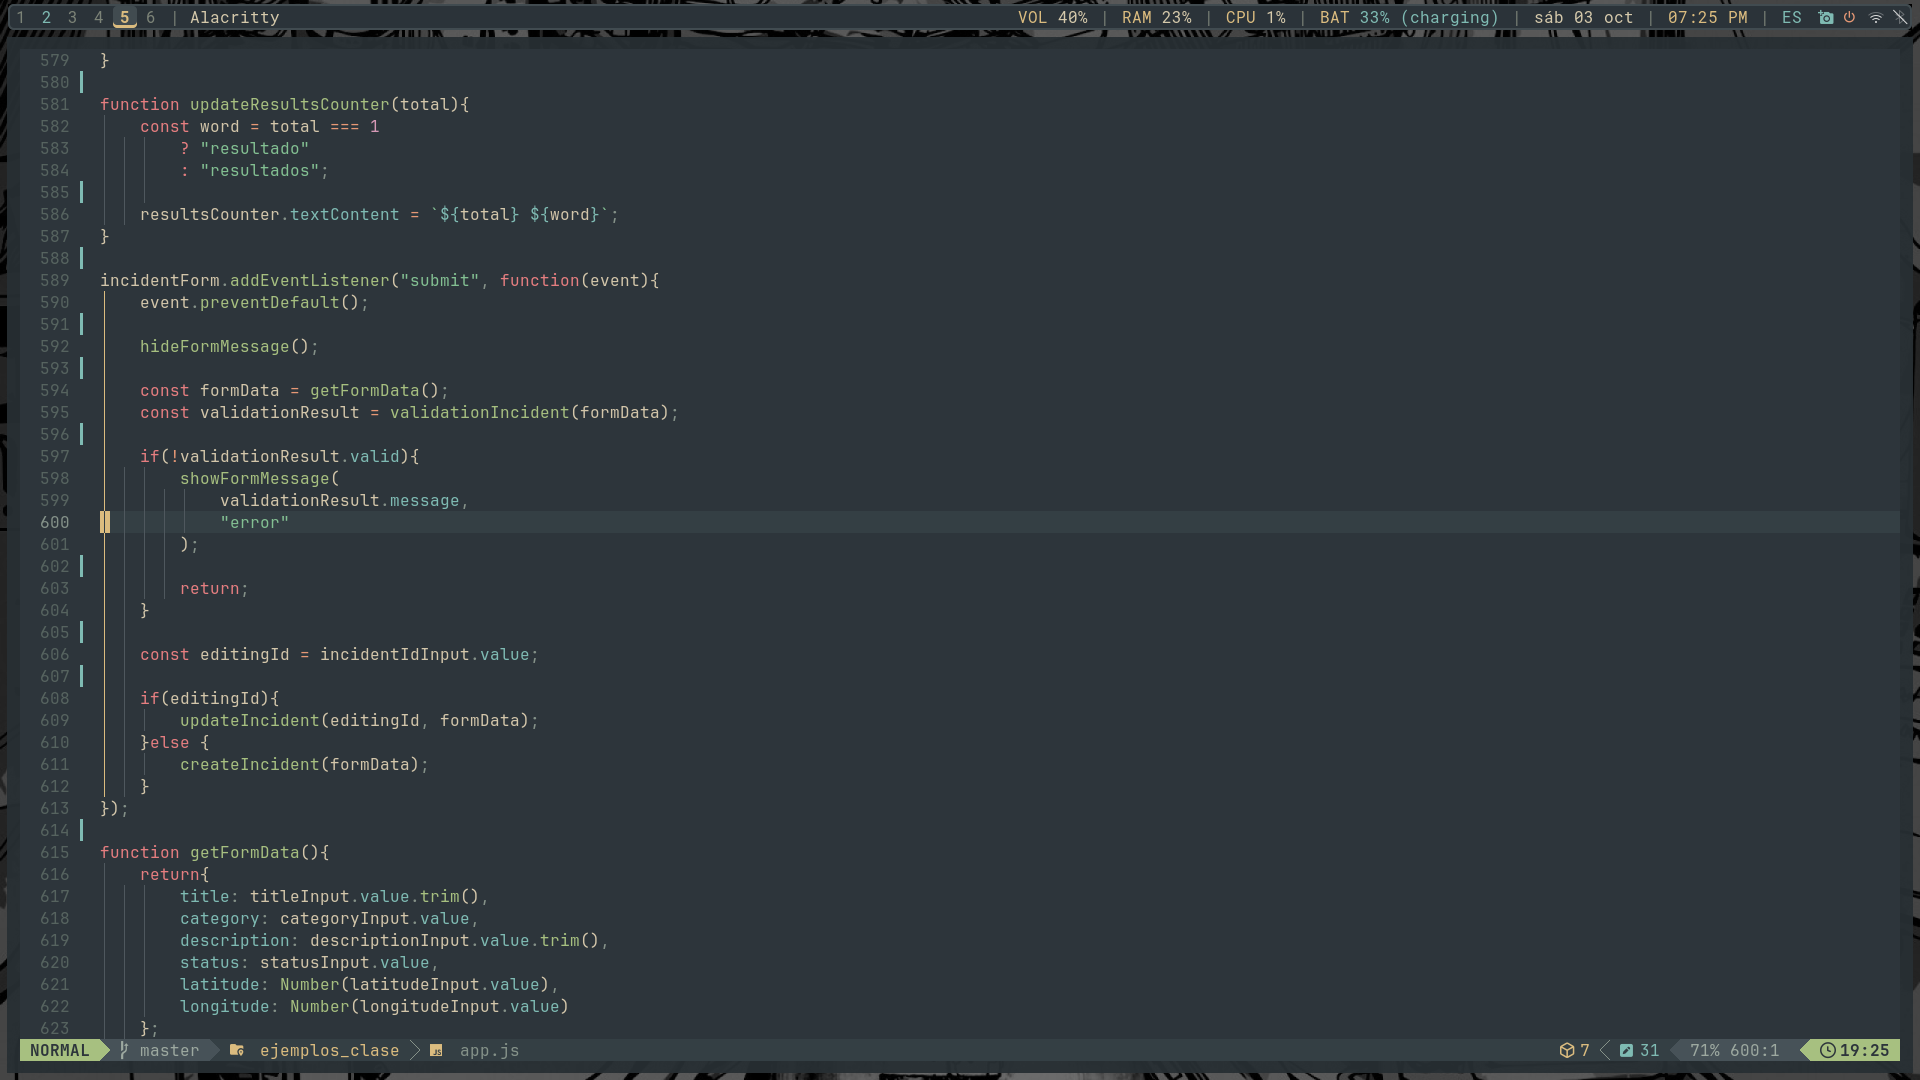 1 2 3 4 5 6 | Alacritty VOL 40% | RAM 23% | CPU 1% | BAT 33% (charging) | sáb 03 oct | 07:25 PM | ES
579 }
580
581 function updateResultsCounter(total){
582     const word = total === 1
583         ? "resultado"
584         : "resultados";
585
586     resultsCounter.textContent = `${total} ${word}`;
587 }
588
589 incidentForm.addEventListener("submit", function(event){
590     event.preventDefault();
591
592     hideFormMessage();
593
594     const formData = getFormData();
595     const validationResult = validationIncident(formData);
596
597     if(!validationResult.valid){
598         showFormMessage(
599             validationResult.message,
600             "error"
601         );
602
603         return;
604     }
605
606     const editingId = incidentIdInput.value;
607
608     if(editingId){
609         updateIncident(editingId, formData);
610     }else {
611         createIncident(formData);
612     }
613 });
614
615 function getFormData(){
616     return{
617         title: titleInput.value.trim(),
618         category: categoryInput.value,
619         description: descriptionInput.value.trim(),
620         status: statusInput.value,
621         latitude: Number(latitudeInput.value),
622         longitude: Number(longitudeInput.value)
623     };
NORMAL master ejemplos_clase app.js 7 31 71% 600:1 19:25